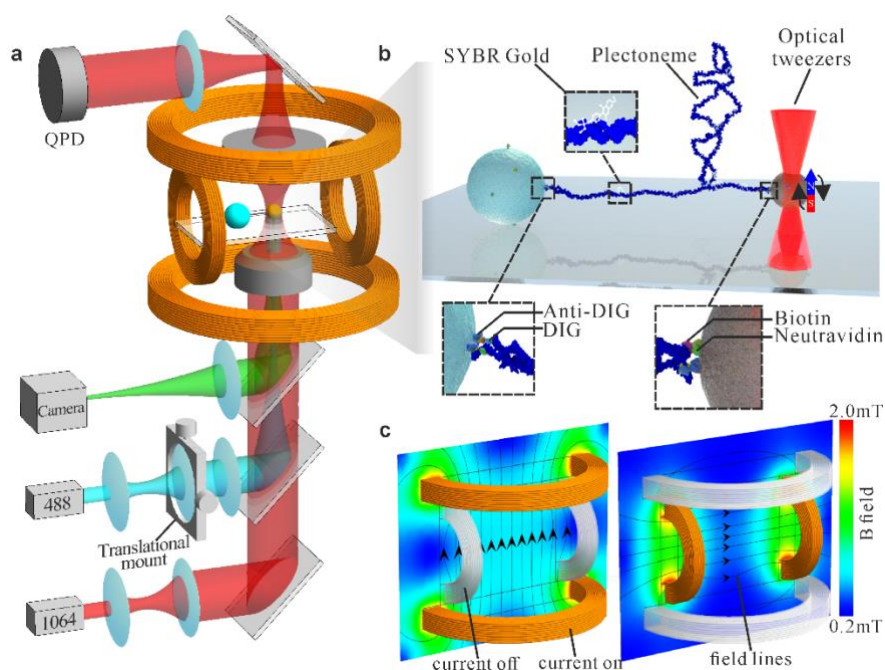 a
QPD
Camera
488
Translational
mount
1064
b
SYBR Gold
Plectoneme
Optical
tweezers
N
S
Anti-DIG
DIG
Biotin
Neutravidin
c
2.0mT
B field
0.2mT
current off
current on
field lines